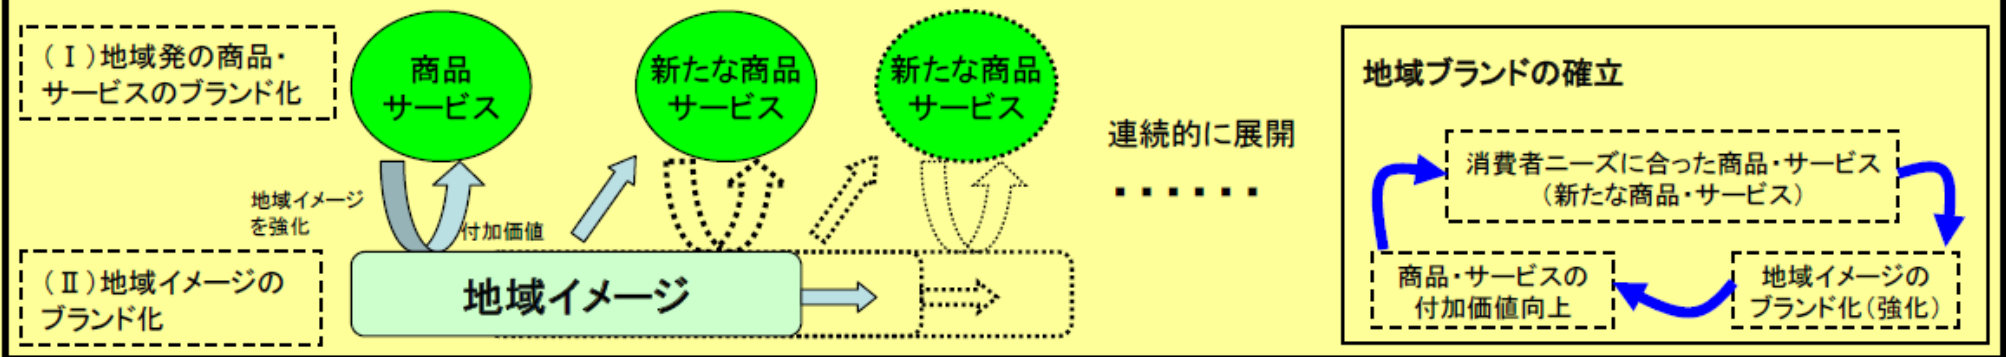 （Ⅰ）地域発の商品・
サービスのブランド化
商品
サービス
新たな商品
サービス
新たな商品
サービス
連続的に展開
・・・・・・
地域イメージ
を強化
付加価値
（Ⅱ）地域イメージの
ブランド化
地域イメージ
地域ブランドの確立
消費者ニーズに合った商品・サービス
（新たな商品・サービス）
商品・サービスの
付加価値向上
地域イメージの
ブランド化（強化）